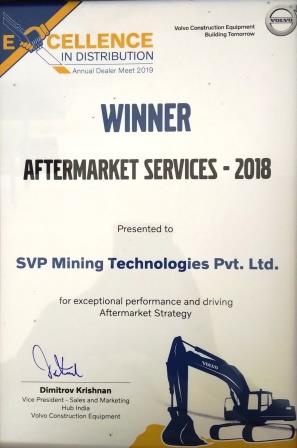 EXCELLENCE
IN DISTRIBUTION
Annual Dealer Meet 2019
Volvo Construction Equipment
Building Tomorrow
VOLVO
WINNER
AFTERMARKET SERVICES - 2018
Presented to
SVP Mining Technologies Pvt. Ltd.
for exceptional performance and driving
Aftermarket Strategy
Dimitrov Krishnan
Vice President - Sales and Marketing
Hub India
Volvo Construction Equipment
VOLVO